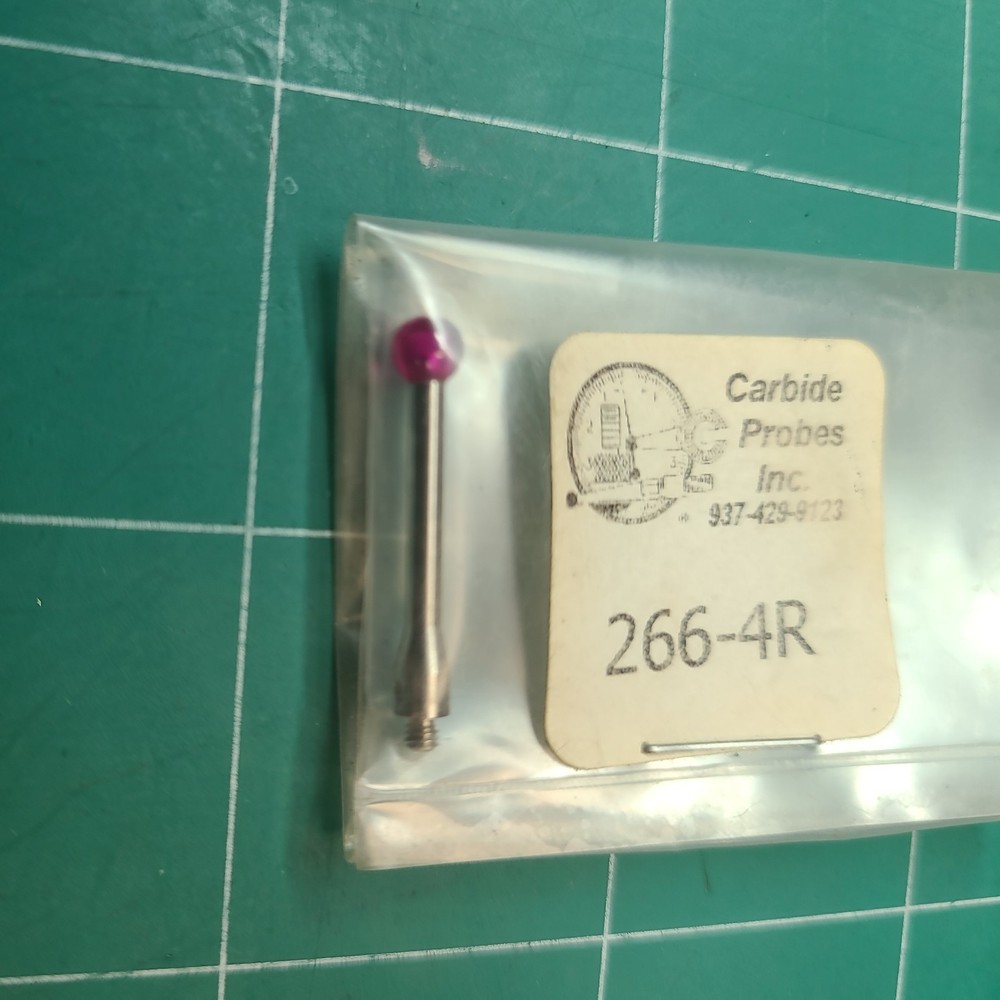 Carbide
Probes
Inc.
937-429-9123
266-4R